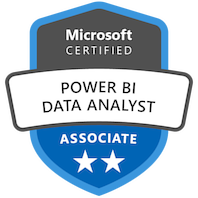 Microsoft
CERTIFIED
POWER BI
DATA ANALYST
ASSOCIATE